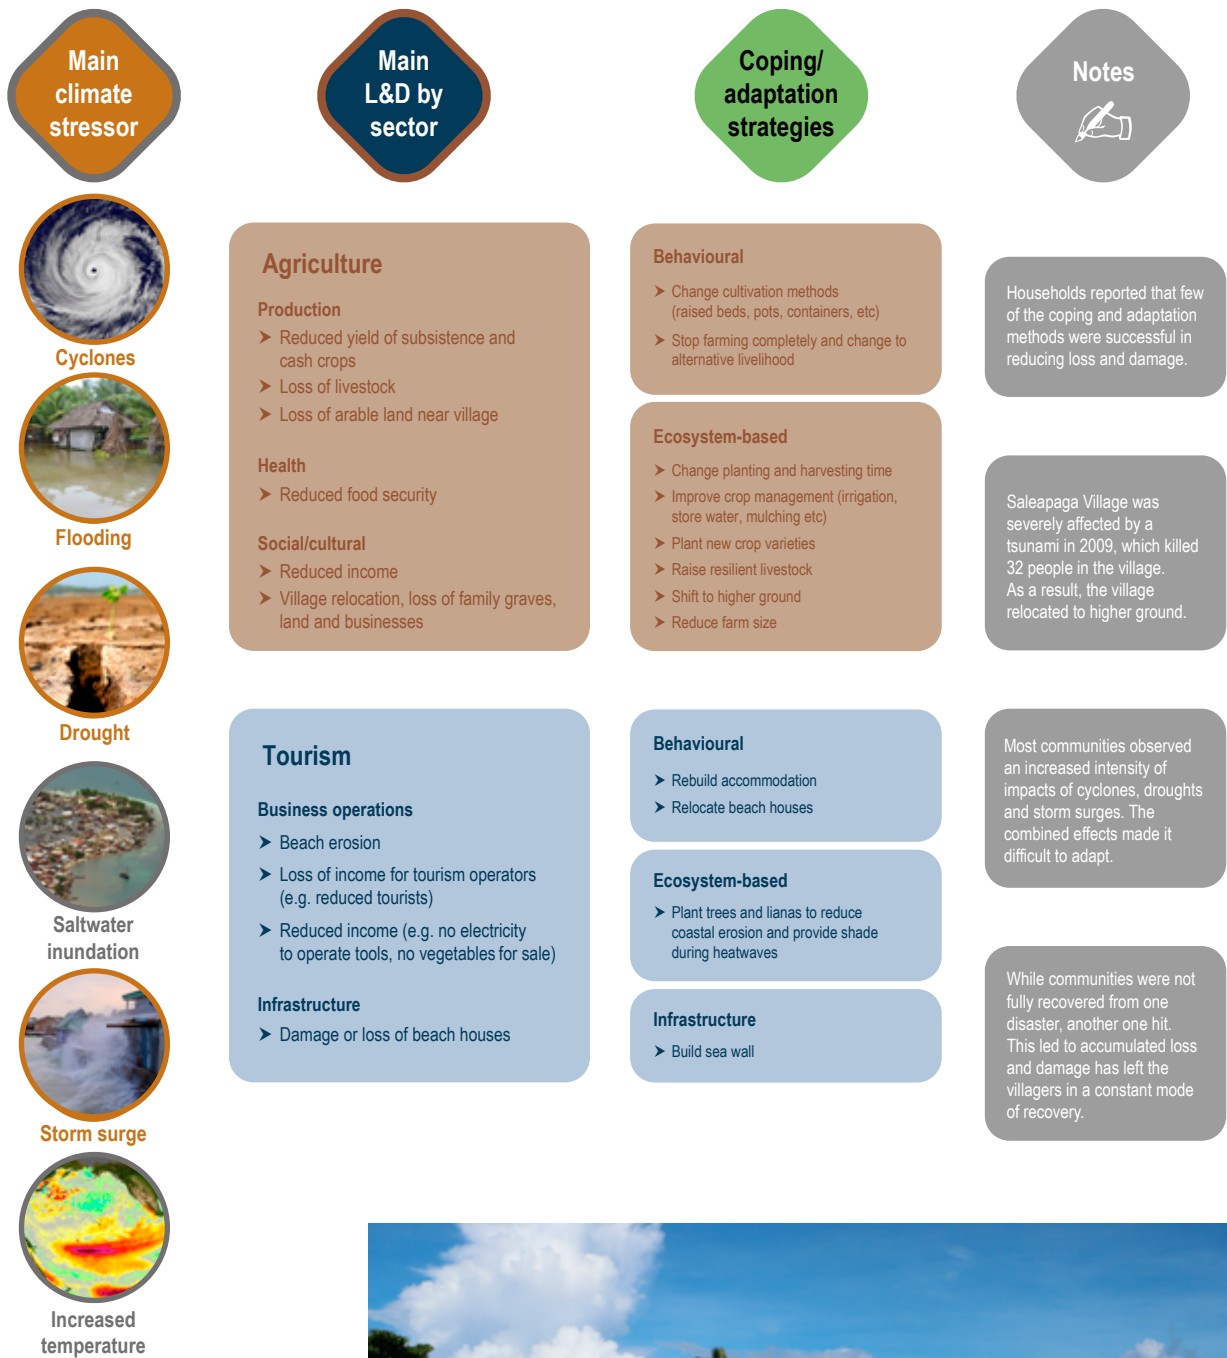 Main
climate
stressor
Main
L&D by
sector
Coping/
adaptation
strategies
Notes
Cyclones
Flooding
Drought
Saltwater
inundation
Storm surge
Increased
temperature
Agriculture
Production
➤ Reduced yield of subsistence and
cash crops
➤ Loss of livestock
➤ Loss of arable land near village
Health
➤ Reduced food security
Social/cultural
➤ Reduced income
➤ Village relocation, loss of family graves,
land and businesses
Behavioural
➤ Change cultivation methods
(raised beds, pots, containers, etc)
➤ Stop farming completely and change to
alternative livelihood
Ecosystem-based
➤ Change planting and harvesting time
➤ Improve crop management (irrigation,
store water, mulching etc)
➤ Plant new crop varieties
➤ Raise resilient livestock
➤ Shift to higher ground
➤ Reduce farm size
Tourism
Business operations
➤ Beach erosion
➤ Loss of income for tourism operators
(e.g. reduced tourists)
➤ Reduced income (e.g. no electricity
to operate tools, no vegetables for sale)
Infrastructure
➤ Damage or loss of beach houses
Behavioural
➤ Rebuild accommodation
➤ Relocate beach houses
Ecosystem-based
➤ Plant trees and lianas to reduce
coastal erosion and provide shade
during heatwaves
Infrastructure
➤ Build sea wall
Households reported that few
of the coping and adaptation
methods were successful in
reducing loss and damage.
Saleapaga Village was
severely affected by a
tsunami in 2009, which killed
32 people in the village.
As a result, the village
relocated to higher ground.
Most communities observed
an increased intensity of
impacts of cyclones, droughts
and storm surges. The
combined effects made it
difficult to adapt.
While communities were not
fully recovered from one
disaster, another one hit.
This led to accumulated loss
and damage has left the
villagers in a constant mode
of recovery.